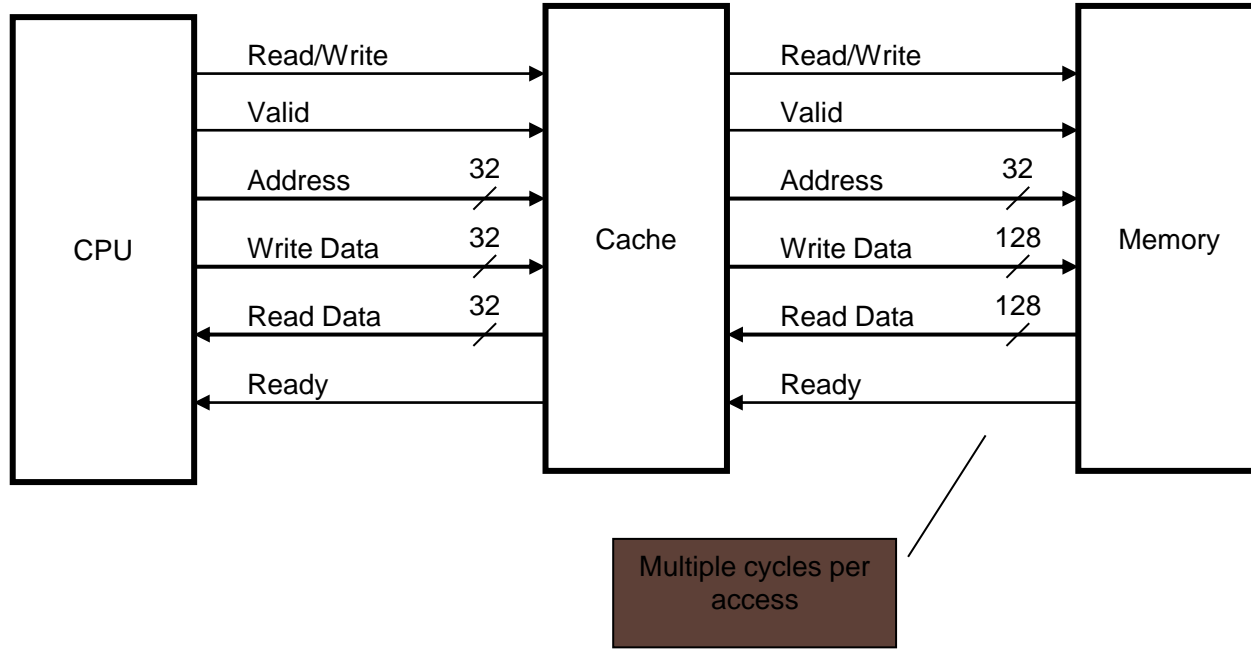 Read/Write
Read/Write
Valid
Valid
Address
32
Address
32
CPU
Write Data
32
Cache
Write Data
128
Memory
Read Data
32
Read Data
128
Ready
Ready
Multiple cycles per
access